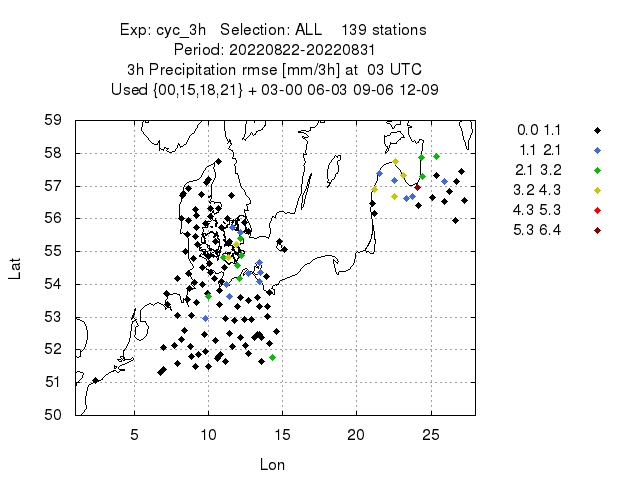 Exp: cyc_3h   Selection: ALL    139 stations
Period: 20220822-20220831
3h Precipitation rmse [mm/3h] at  03 UTC
Used {00,15,18,21} + 03-00 06-03 09-06 12-09
59
58
57
56
55
54
53
52
51
50
Lat
5 10 15 20 25
Lon
0.0 1.1
1.1 2.1
2.1 3.2
3.2 4.3
4.3 5.3
5.3 6.4